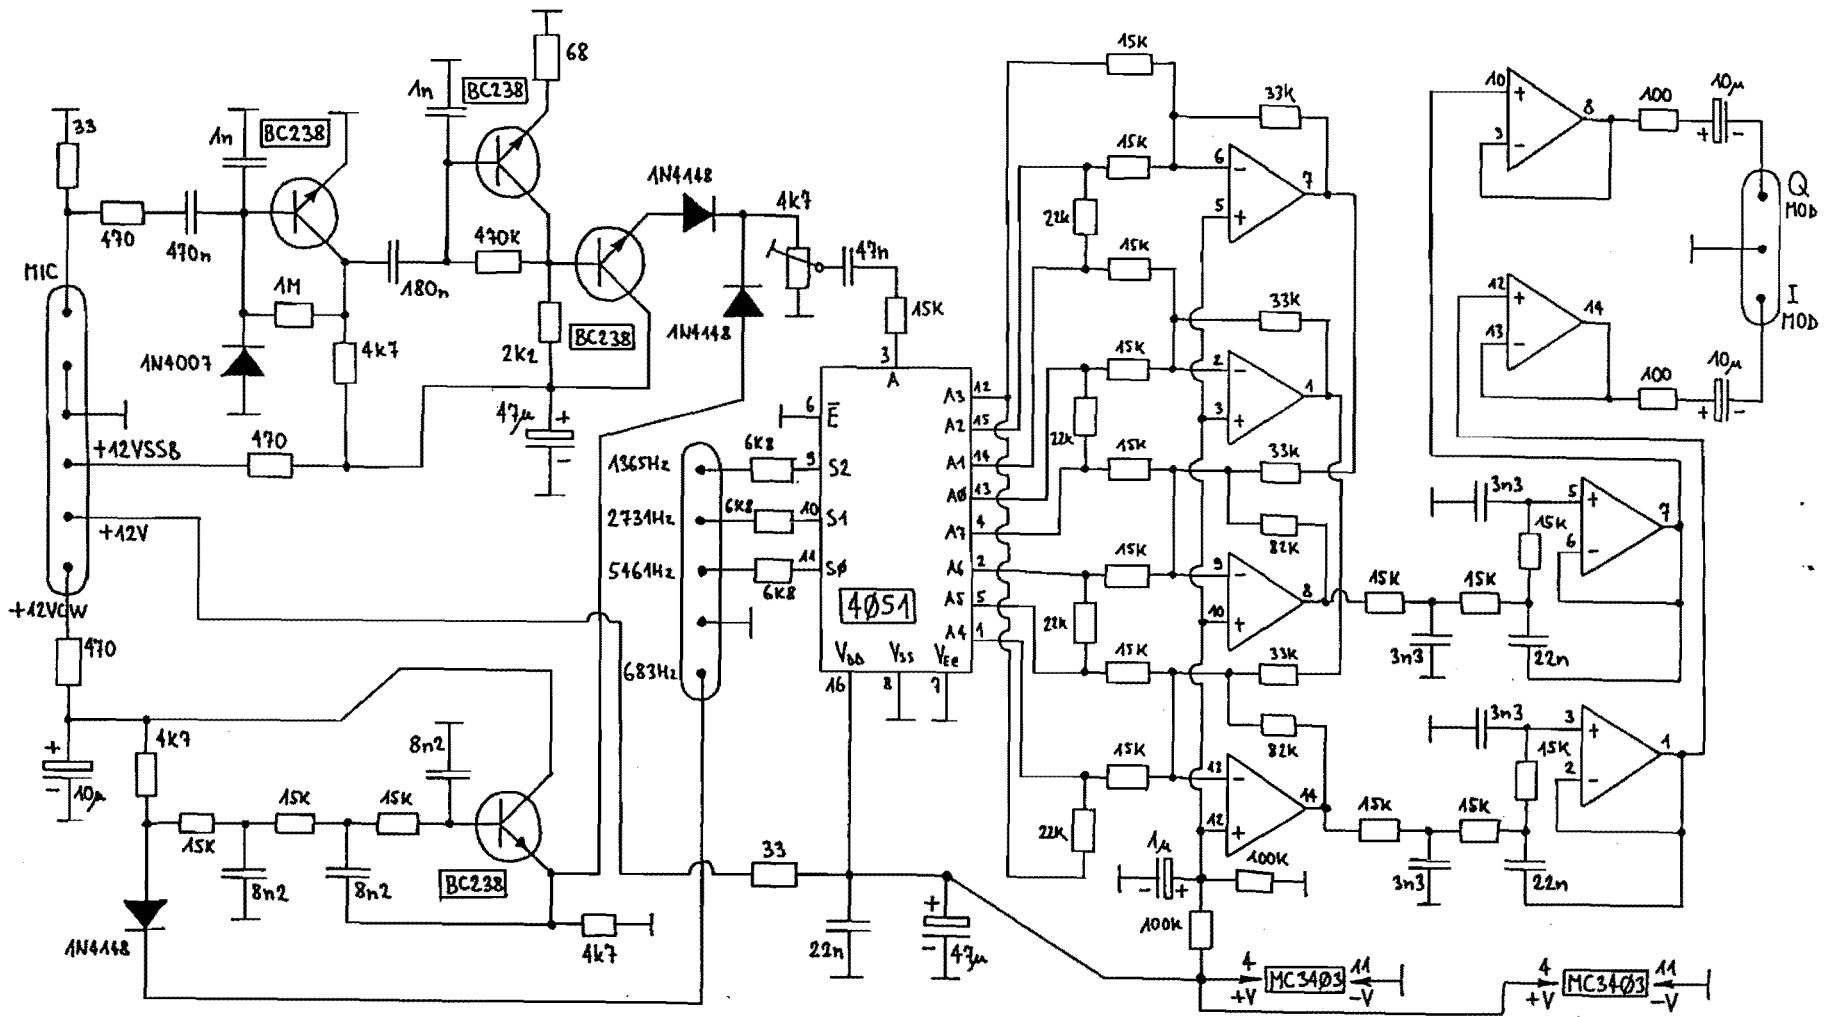 33
1n
BC238
470
470n
MIC
1M
1N4007
4k7
180n
1n
BC238
68
470K
2k2
BC238
47µ
+
−
1N4148
1N4148
4k7
47n
15K
+12VSSB
470
+12V
+12VCW
470
+
−
10µ
4k7
15K
15K
15K
8n2
8n2
8n2
BC238
4k7
1N4148
1365Hz
2731Hz
5461Hz
683Hz
6K8
6K8
6K8
3
A
6
E̅
9
S2
10
S1
11
SØ
4Ø51
VDD
VSS
VEE
16
8
7
A3
12
A2
15
A1
14
AØ
13
A7
4
A6
2
A5
5
A4
1
33
22n
+
−
47µ
15K
15K
22k
15K
15K
22k
15K
15K
22k
15K
15K
22k
33k
6
−
5
+
7
33k
2
−
3
+
1
33k
82k
9
−
10
+
8
33k
82k
13
−
12
+
14
1µ
−
+
100K
100k
4
+V
MC34Ø3
11
−V
4
+V
MC34Ø3
11
−V
15K
15K
3n3
22n
3n3
15K
5
+
6
−
7
15K
15K
3n3
22n
3n3
15K
3
+
2
−
1
10
+
9
−
8
100
10µ
+
−
12
+
13
−
14
100
10µ
+
−
Q
MOD
I
MOD